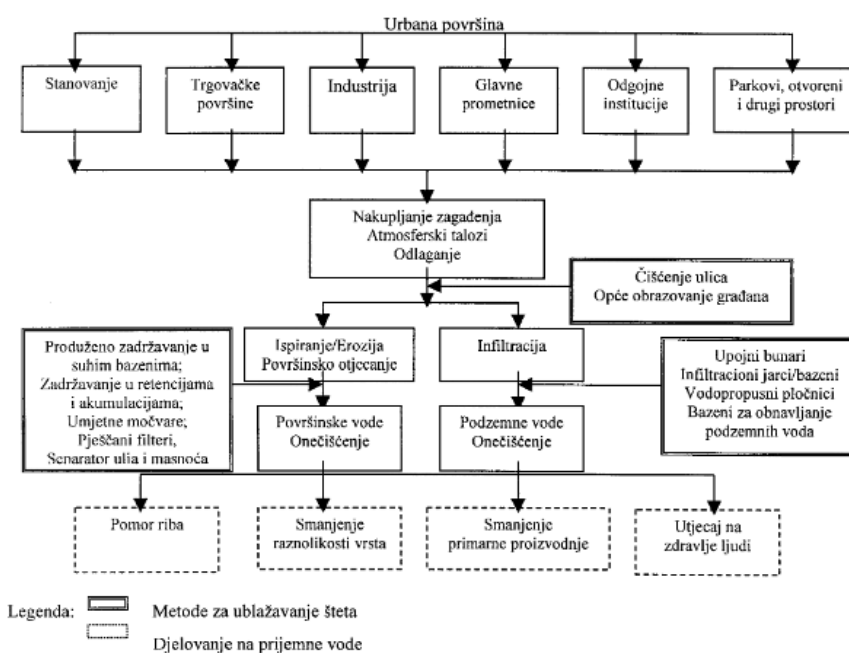 Urbana površina
Stanovanje
Trgovačke
površine
Industrija
Glavne
prometnice
Odgojne
institucije
Parkovi, otvoreni
i drugi prostori
Nakupljanje zagađenja
Atmosferski talozi
Odlaganje
Čišćenje ulica
Opće obrazovanje građana
Produženo zadržavanje u
suhim bazenima;
Zadržavanje u retencijama
i akumulacijama;
Umjetne močvare;
Pješčani filteri,
Separator ulja i masnoća
Ispiranje/Erozija
Površinsko otjecanje
Infiltracija
Upojni bunari
Infiltracioni jarci/bazeni
Vodopropusni pločnici
Bazeni za obnavljanje
podzemnih voda
Površinske vode
Onečišćenje
Podzemne vode
Onečišćenje
Pomor riba
Smanjenje
raznolikosti vrsta
Smanjenje
primarne proizvodnje
Utjecaj na
zdravlje ljudi
Legenda:
Metode za ublažavanje šteta
Djelovanje na prijemne vode